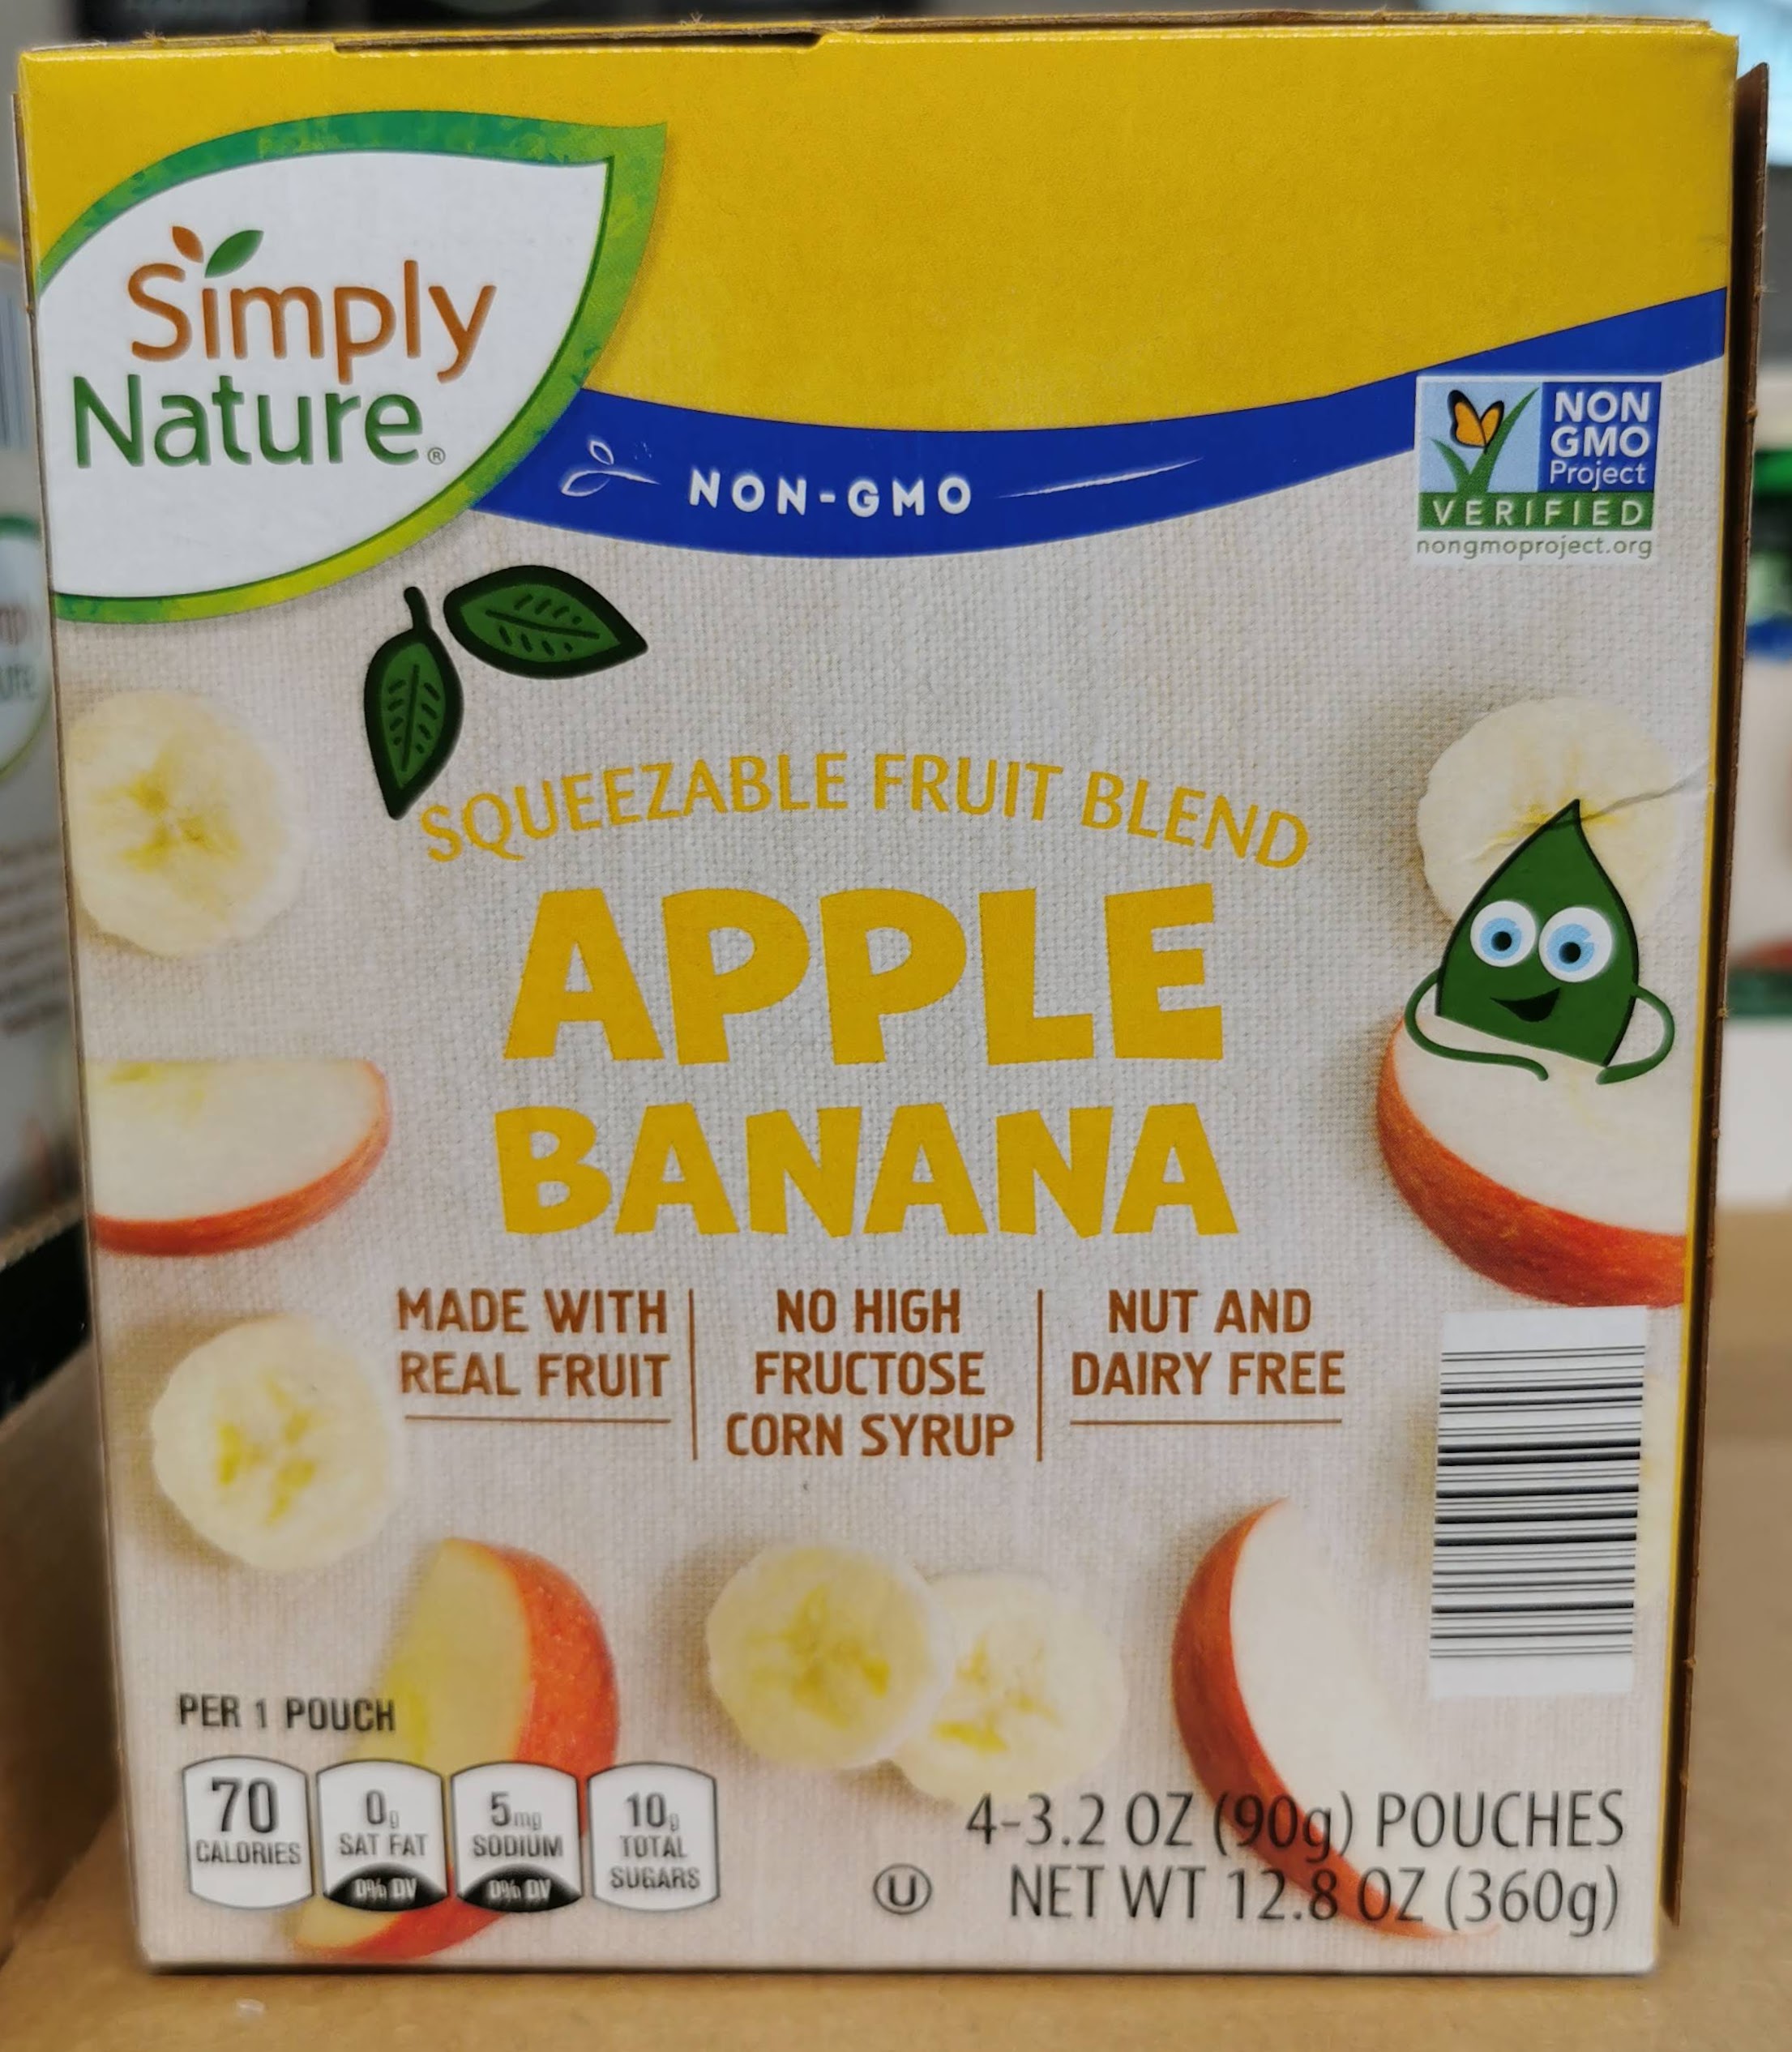 Simply
Nature®
NON-GMO
NON
GMO
Project
VERIFIED
nongmoproject.org
SQUEEZABLE FRUIT BLEND
APPLE
BANANA
MADE WITH
REAL FRUIT
NO HIGH
FRUCTOSE
CORN SYRUP
NUT AND
DAIRY FREE
PER 1 POUCH
70
CALORIES
0g
SAT FAT
0% DV
5mg
SODIUM
0% DV
10g
TOTAL
SUGARS
U
4-3.2 OZ (90g) POUCHES
NET WT 12.8 OZ (360g)